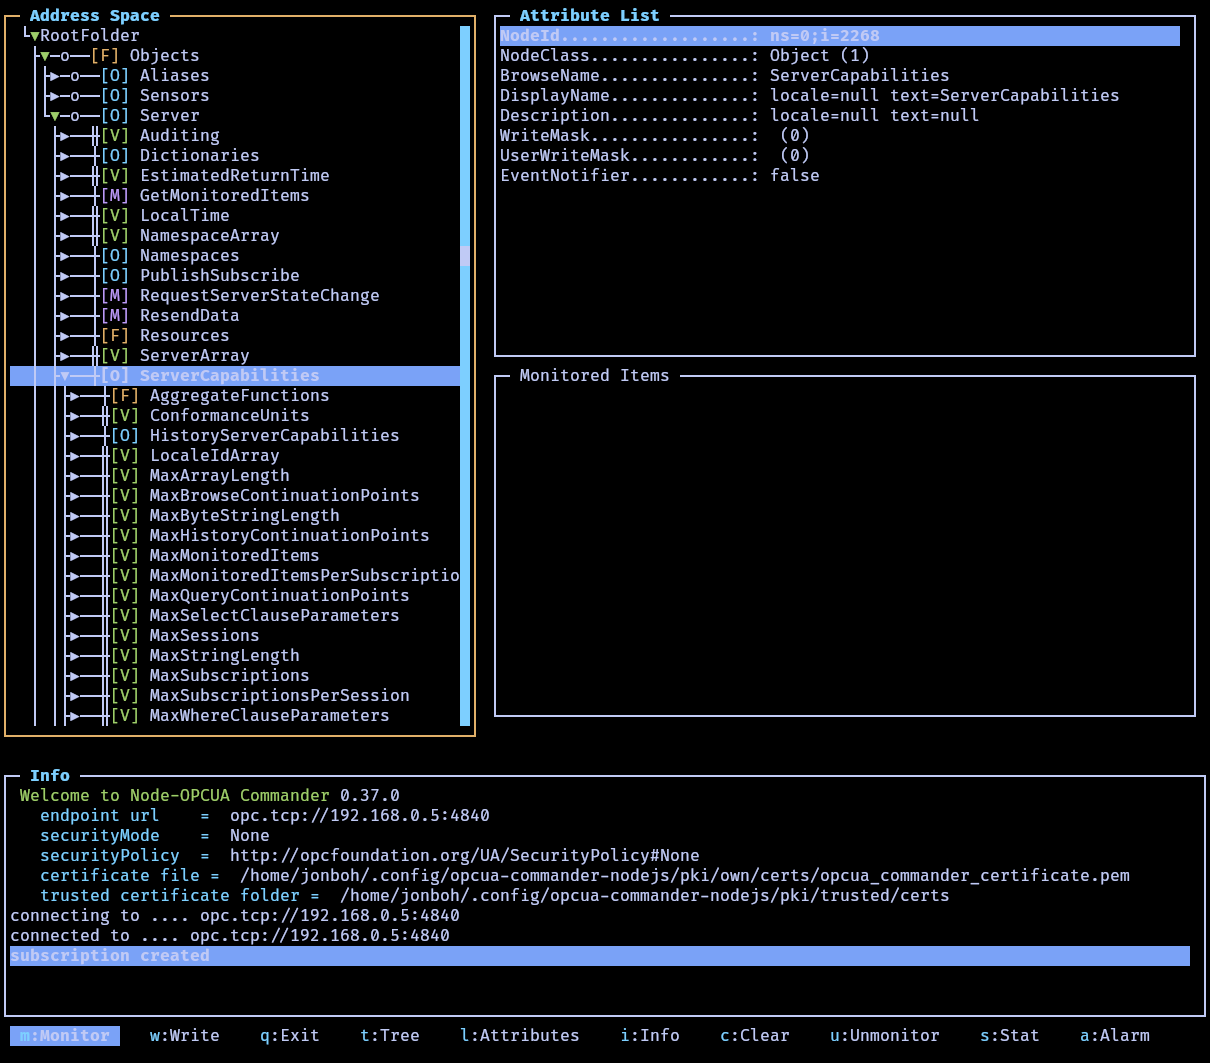 Address Space
RootFolder
[F] Objects
[O] Aliases
[O] Sensors
[O] Server
[V] Auditing
[O] Dictionaries
[V] EstimatedReturnTime
[M] GetMonitoredItems
[V] LocalTime
[V] NamespaceArray
[O] Namespaces
[O] PublishSubscribe
[M] RequestServerStateChange
[M] ResendData
[F] Resources
[V] ServerArray
[O] ServerCapabilities
[F] AggregateFunctions
[V] ConformanceUnits
[O] HistoryServerCapabilities
[V] LocaleIdArray
[V] MaxArrayLength
[V] MaxBrowseContinuationPoints
[V] MaxByteStringLength
[V] MaxHistoryContinuationPoints
[V] MaxMonitoredItems
[V] MaxMonitoredItemsPerSubscriptio
[V] MaxQueryContinuationPoints
[V] MaxSelectClauseParameters
[V] MaxSessions
[V] MaxStringLength
[V] MaxSubscriptions
[V] MaxSubscriptionsPerSession
[V] MaxWhereClauseParameters
Attribute List
NodeId...................: ns=0;i=2268
NodeClass................: Object (1)
BrowseName...............: ServerCapabilities
DisplayName..............: locale=null text=ServerCapabilities
Description..............: locale=null text=null
WriteMask................:  (0)
UserWriteMask............:  (0)
EventNotifier............: false
Monitored Items
Info
Welcome to Node-OPCUA Commander 0.37.0
endpoint url    =  opc.tcp://192.168.0.5:4840
securityMode    =  None
securityPolicy  =  http://opcfoundation.org/UA/SecurityPolicy#None
certificate file =  /home/jonboh/.config/opcua-commander-nodejs/pki/own/certs/opcua_commander_certificate.pem
trusted certificate folder =  /home/jonboh/.config/opcua-commander-nodejs/pki/trusted/certs
connecting to .... opc.tcp://192.168.0.5:4840
connected to .... opc.tcp://192.168.0.5:4840
subscription created
m:Monitor   w:Write   q:Exit   t:Tree   l:Attributes   i:Info   c:Clear   u:Unmonitor   s:Stat   a:Alarm